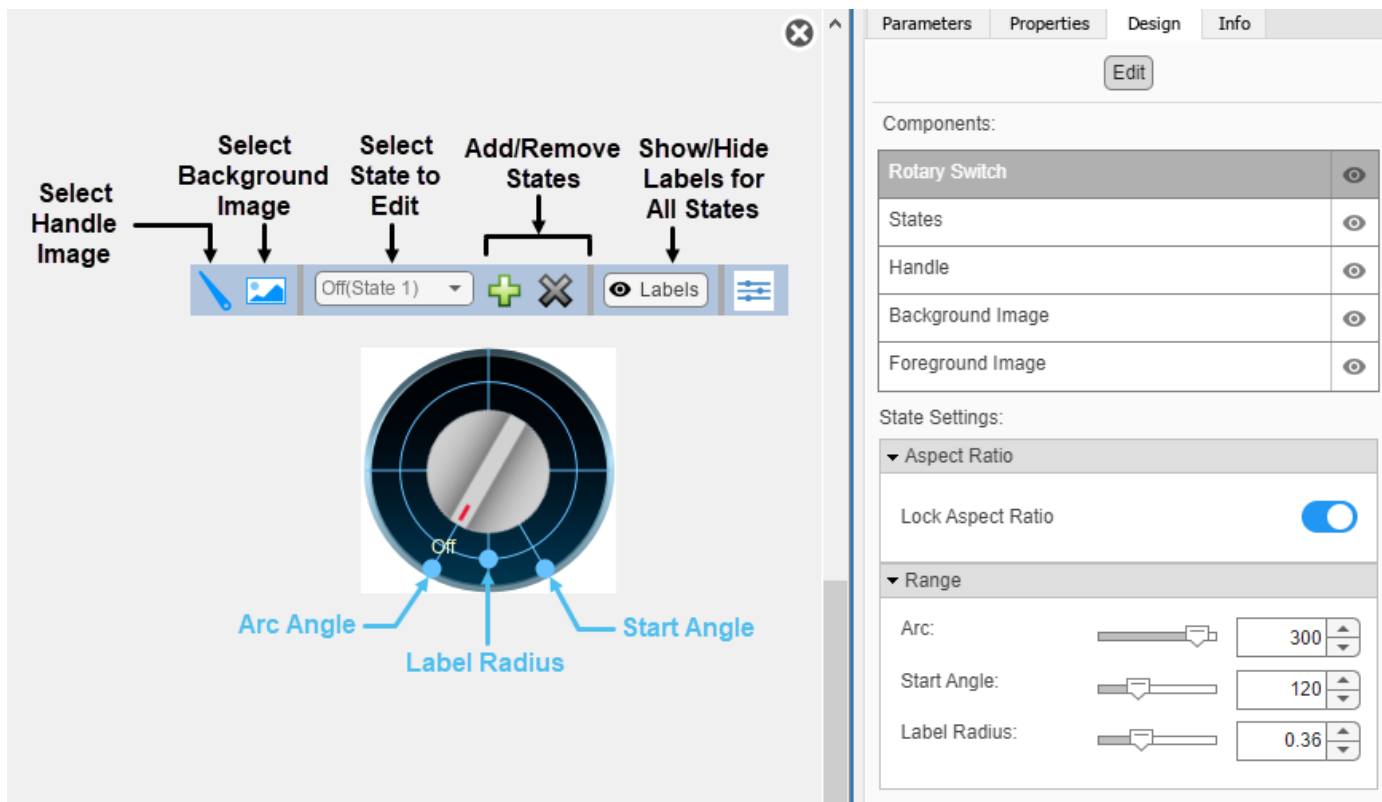 Select
Handle
Image
Select
Background
Image
Select
State to
Edit
Add/Remove
States
Show/Hide
Labels for
All States
Off(State 1)
Labels
Off
Arc Angle
Label Radius
Start Angle
Parameters Properties Design Info
Edit
Components:
Rotary Switch
States
Handle
Background Image
Foreground Image
State Settings:
Aspect Ratio
Lock Aspect Ratio
Range
Arc: 300
Start Angle: 120
Label Radius: 0.36